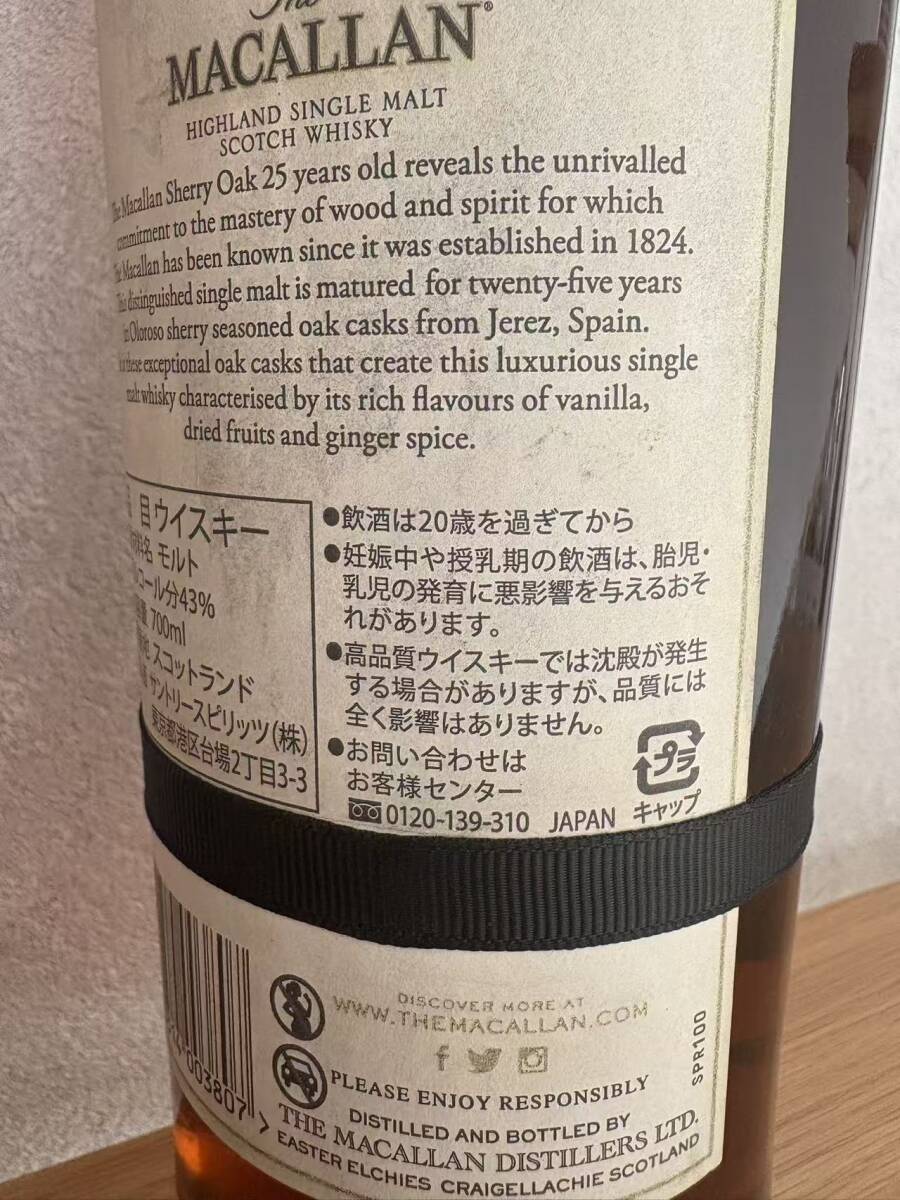 The
MACALLAN®
HIGHLAND SINGLE MALT
SCOTCH WHISKY
The Macallan Sherry Oak 25 years old reveals the unrivalled
commitment to the mastery of wood and spirit for which
The Macallan has been known since it was established in 1824.
This distinguished single malt is matured for twenty-five years
in Oloroso sherry seasoned oak casks from Jerez, Spain.
these exceptional oak casks that create this luxurious single
malt whisky characterised by its rich flavours of vanilla,
dried fruits and ginger spice.
目 ウイスキー
料名 モルト
コール分43%
量 700ml
スコットランド
サントリースピリッツ(株)
東京都港区台場2丁目3-3
●飲酒は20歳を過ぎてから
●妊娠中や授乳期の飲酒は、胎児・
乳児の発育に悪影響を与えるおそ
れがあります。
●高品質ウイスキーでは沈殿が発生
する場合がありますが、品質には
全く影響はありません。
●お問い合わせは
お客様センター
0120-139-310 JAPAN
プラ
キャップ
003807
DISCOVER MORE AT
WWW.THEMACALLAN.COM
PLEASE ENJOY RESPONSIBLY
DISTILLED AND BOTTLED BY
THE MACALLAN DISTILLERS LTD.
EASTER ELCHIES CRAIGELLACHIE SCOTLAND
SPR100